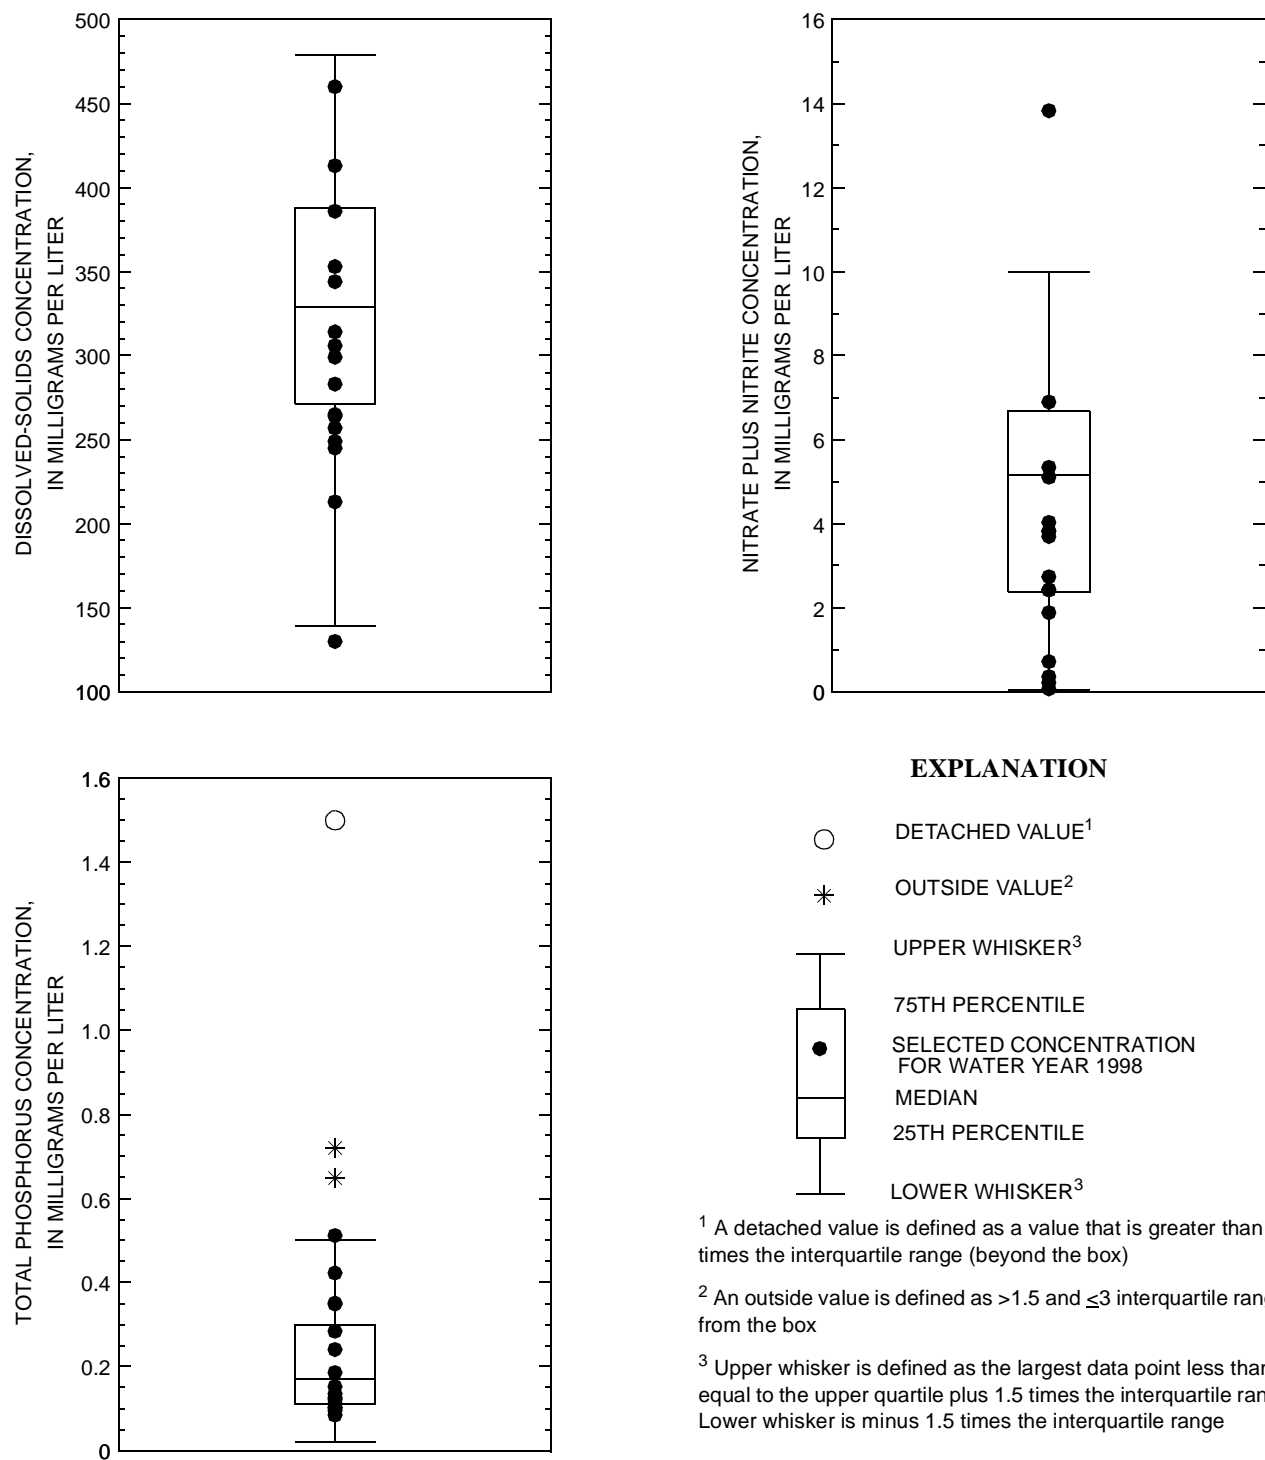 500
450
400
350
300
250
200
150
100
DISSOLVED-SOLIDS CONCENTRATION,
IN MILLIGRAMS PER LITER
16
14
12
10
8
6
4
2
0
NITRATE PLUS NITRITE CONCENTRATION,
IN MILLIGRAMS PER LITER
1.6
1.4
1.2
1.0
0.8
0.6
0.4
0.2
0
TOTAL PHOSPHORUS CONCENTRATION,
IN MILLIGRAMS PER LITER
EXPLANATION
DETACHED VALUE1
OUTSIDE VALUE2
UPPER WHISKER3
75TH PERCENTILE
SELECTED CONCENTRATION
FOR WATER YEAR 1998
MEDIAN
25TH PERCENTILE
LOWER WHISKER3
1 A detached value is defined as a value that is greater than
times the interquartile range (beyond the box)
2 An outside value is defined as >1.5 and ≤3 interquartile
from the box
3 Upper whisker is defined as the largest data point less
equal to the upper quartile plus 1.5 times the interquartile
Lower whisker is minus 1.5 times the interquartile range